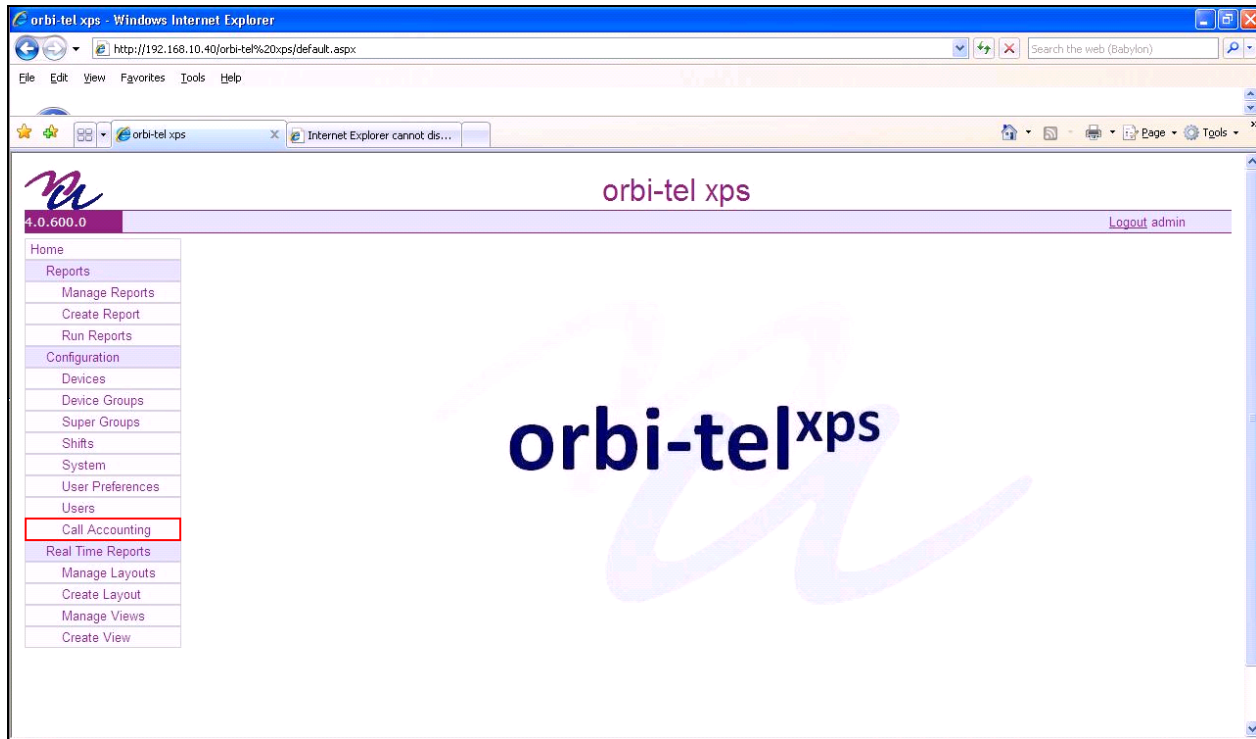 orbi-tel xps - Windows Internet Explorer
http://192.168.10.40/orbi-tel%20xps/default.aspx
Search the web (Babylon)
File Edit View Favorites Tools Help
orbi-tel xps
Internet Explorer cannot dis...
Page
Tools
orbi-tel xps
4.0.600.0
Logout admin
Home
Reports
Manage Reports
Create Report
Run Reports
Configuration
Devices
Device Groups
Super Groups
Shifts
System
User Preferences
Users
Call Accounting
Real Time Reports
Manage Layouts
Create Layout
Manage Views
Create View
orbi-tel xps